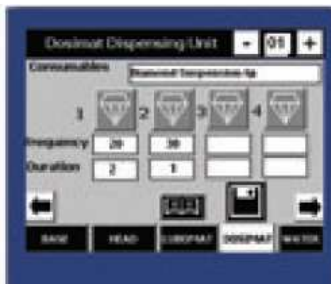 Dosimat Dispensing Unit - 01 +
Consumables Diamond Suspension
1 2 3 4
Frequency 20 30
Duration 2 1
BASE HEAD LUBOMAT DOSIMAT WATER